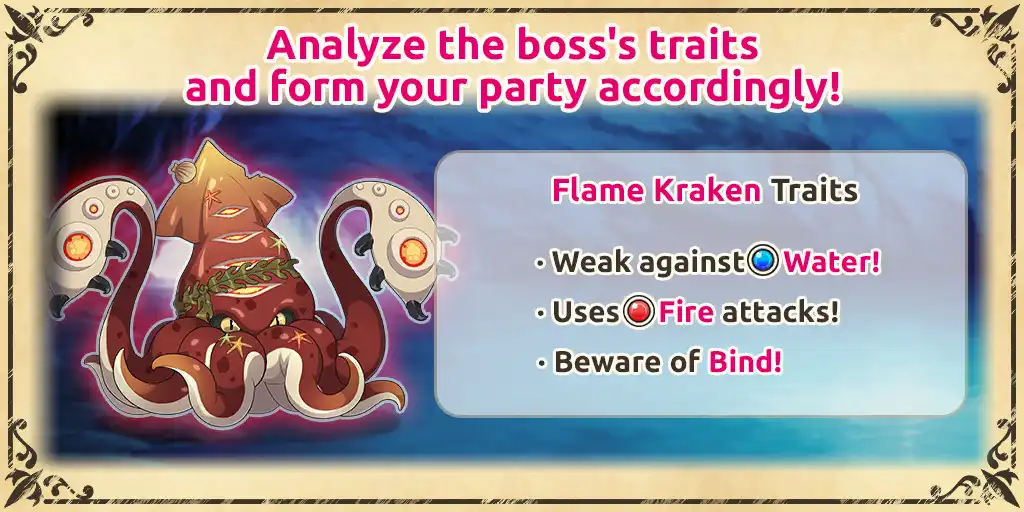 Analyze the boss's traits
and form your party accordingly!
Flame Kraken Traits
・Weak against Water!
・Uses Fire attacks!
・Beware of Bind!